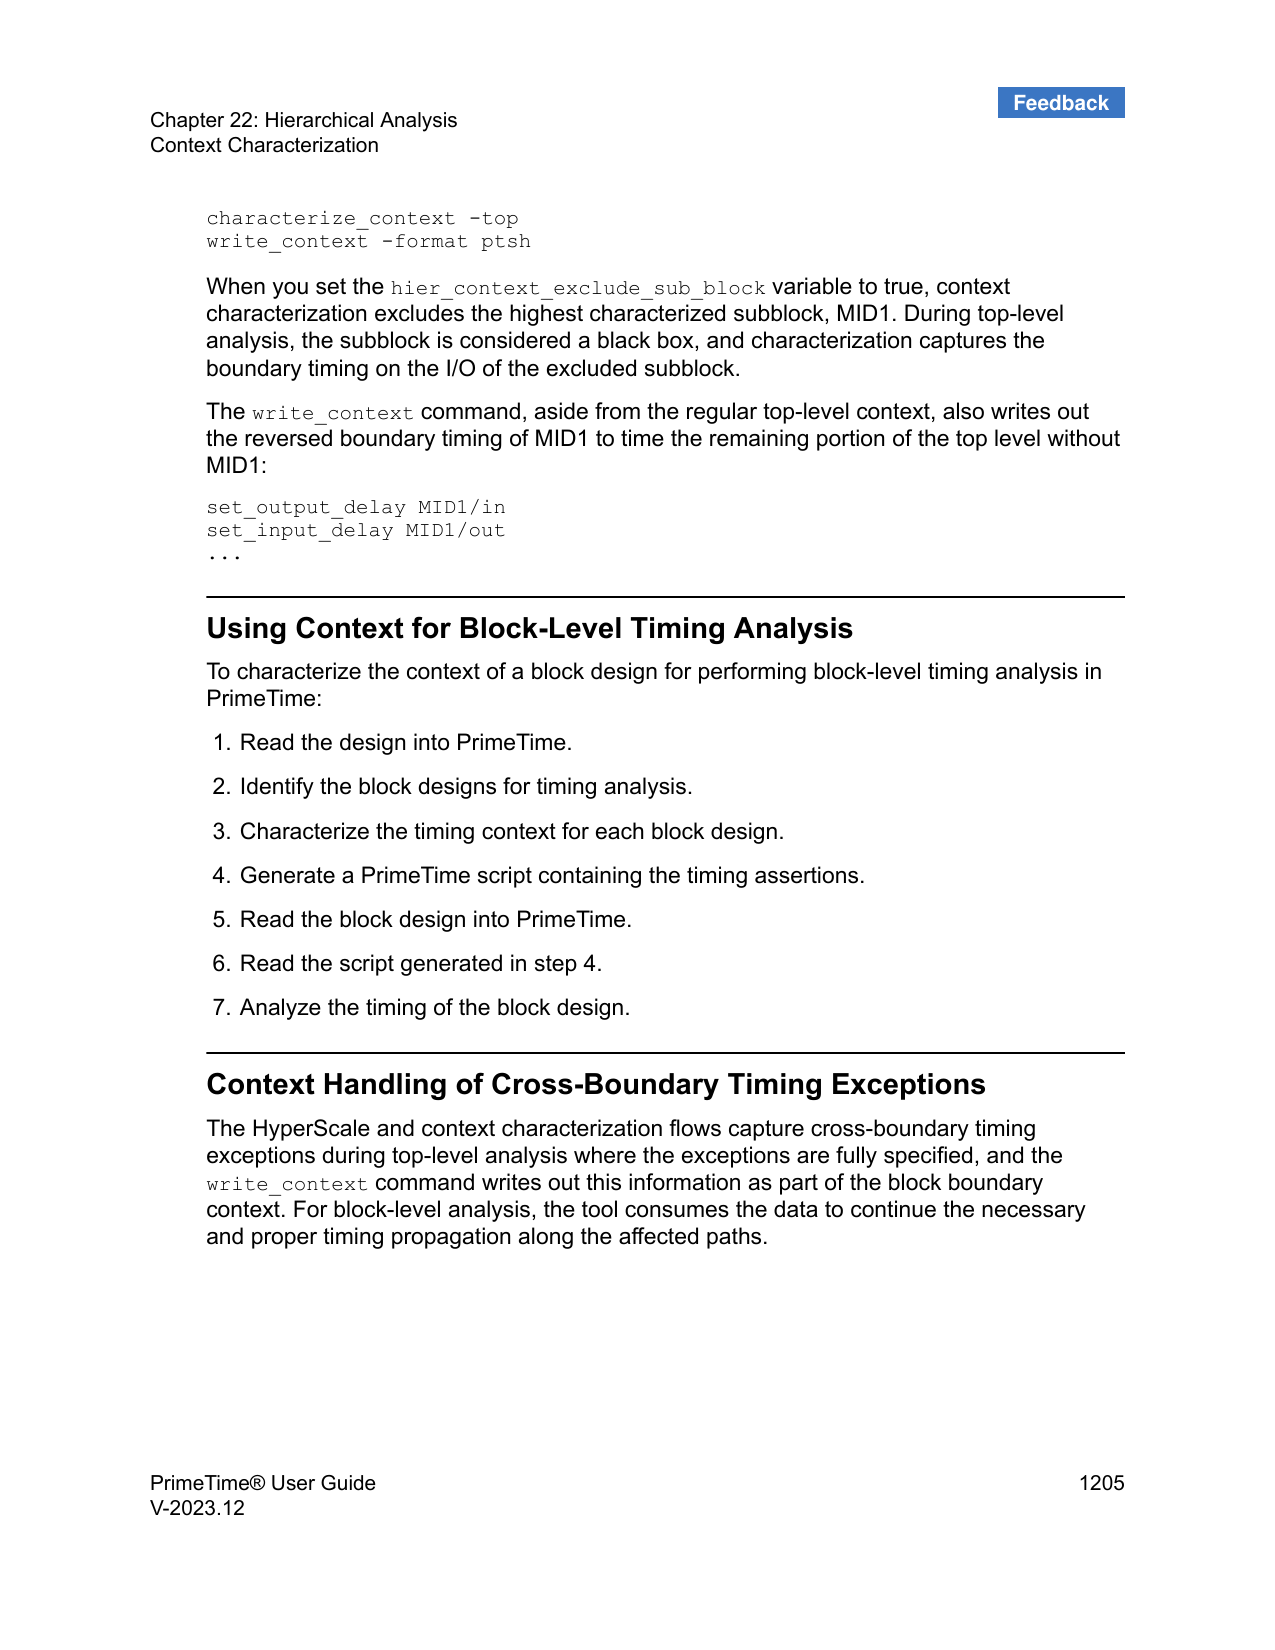 Feedback
Chapter 22: Hierarchical Analysis
Context Characterization
characterize_context -top
write_context -format ptsh
When you set the hier_context_exclude_sub_block variable to true, context
characterization excludes the highest characterized subblock, MID1. During top-level
analysis, the subblock is considered a black box, and characterization captures the
boundary timing on the I/O of the excluded subblock.
The write_context command, aside from the regular top-level context, also writes out
the reversed boundary timing of MID1 to time the remaining portion of the top level without
MID1:
set_output_delay MID1/in
set_input_delay MID1/out
...
Using Context for Block-Level Timing Analysis
To characterize the context of a block design for performing block-level timing analysis in
PrimeTime:
1. Read the design into PrimeTime.
2. Identify the block designs for timing analysis.
3. Characterize the timing context for each block design.
4. Generate a PrimeTime script containing the timing assertions.
5. Read the block design into PrimeTime.
6. Read the script generated in step 4.
7. Analyze the timing of the block design.
Context Handling of Cross-Boundary Timing Exceptions
The HyperScale and context characterization flows capture cross-boundary timing
exceptions during top-level analysis where the exceptions are fully specified, and the
write_context command writes out this information as part of the block boundary
context. For block-level analysis, the tool consumes the data to continue the necessary
and proper timing propagation along the affected paths.
PrimeTime® User Guide
V-2023.12
1205